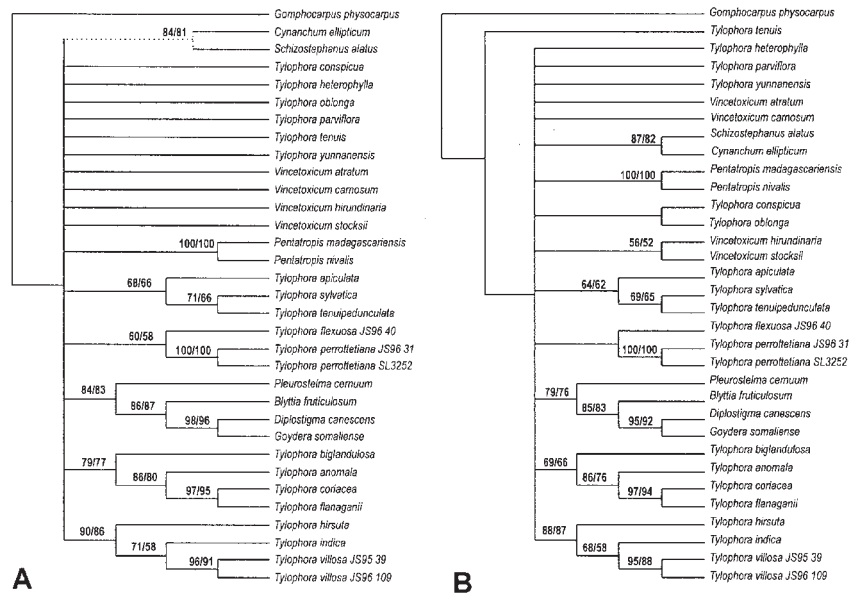 Gomphocarpus physocarpus
84/81
Cynanchum ellipticum
Schizostephanus alatus
Tylophora conspicua
Tylophora heterophylla
Tylophora oblonga
Tylophora parviflora
Tylophora tenuis
Tylophora yunnanensis
Vincetoxicum atratum
Vincetoxicum carnosum
Vincetoxicum hirundinaria
Vincetoxicum stocksii
100/100
Pentatropis madagascariensis
Pentatropis nivalis
68/66
Tylophora apiculata
71/66
Tylophora sylvatica
Tylophora tenuipedunculata
60/58
Tylophora flexuosa JS96 40
100/100
Tylophora perrottetiana JS96 31
Tylophora perrottetiana SL3252
84/83
Pleurostelma cernuum
86/87
Blyttia fruticulosum
98/96
Diplostigma canescens
Goydera somaliense
79/77
Tylophora biglandulosa
86/80
Tylophora anomala
97/95
Tylophora coriacea
Tylophora flanaganii
90/86
Tylophora hirsuta
71/58
Tylophora indica
96/91
Tylophora villosa JS95 39
Tylophora villosa JS96 109
A
Gomphocarpus physocarpus
Tylophora tenuis
Tylophora heterophylla
Tylophora parviflora
Tylophora yunnanensis
Vincetoxicum atratum
Vincetoxicum carnosum
87/82
Schizostephanus alatus
Cynanchum ellipticum
100/100
Pentatropis madagascariensis
Pentatropis nivalis
Tylophora conspicua
Tylophora oblonga
56/52
Vincetoxicum hirundinaria
Vincetoxicum stocksii
64/62
Tylophora apiculata
69/65
Tylophora sylvatica
Tylophora tenuipedunculata
Tylophora flexuosa JS96 40
100/100
Tylophora perrottetiana JS96 31
Tylophora perrottetiana SL3252
79/76
Pleurostelma cernuum
85/83
Blyttia fruticulosum
95/92
Diplostigma canescens
Goydera somaliense
69/66
Tylophora biglandulosa
86/76
Tylophora anomala
97/94
Tylophora coriacea
Tylophora flanaganii
88/87
Tylophora hirsuta
68/58
Tylophora indica
95/88
Tylophora villosa JS95 39
Tylophora villosa JS96 109
B